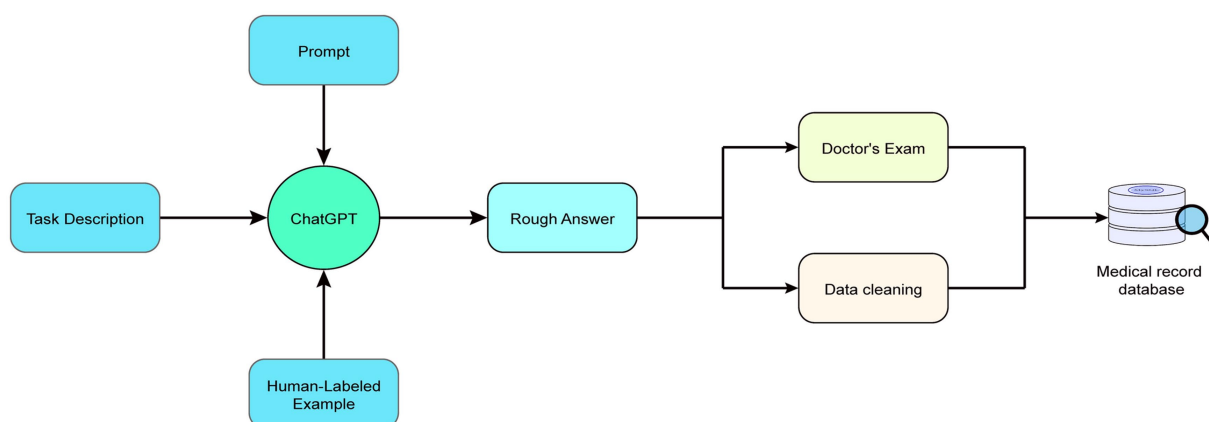 Prompt
Task Description
ChatGPT
Rough Answer
Doctor's Exam
Data cleaning
Human-Labeled
Example
Medical record
database